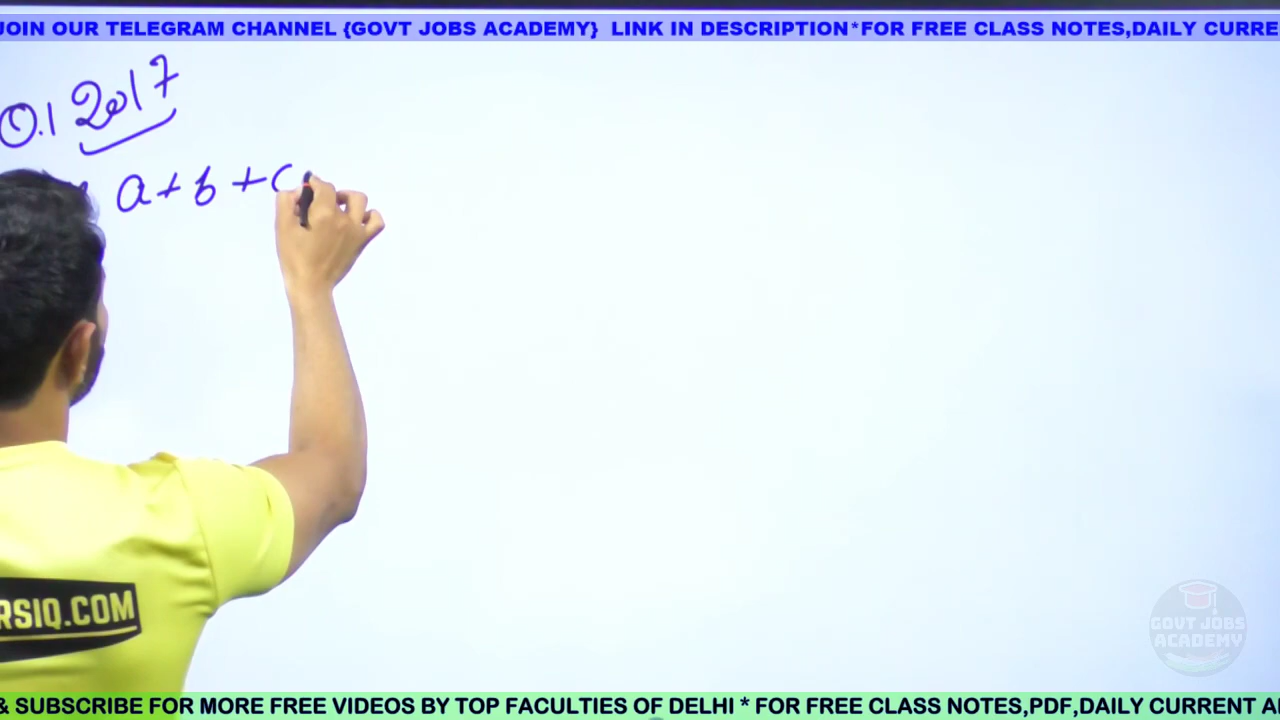 JOIN OUR TELEGRAM CHANNEL {GOVT JOBS ACADEMY} LINK IN DESCRIPTION*FOR FREE CLASS NOTES,DAILY CURRE
Q.1 2017
a+b+c
RSIQ.COM
GOVT JOBS
ACADEMY
& SUBSCRIBE FOR MORE FREE VIDEOS BY TOP FACULTIES OF DELHI * FOR FREE CLASS NOTES,PDF,DAILY CURRENT A